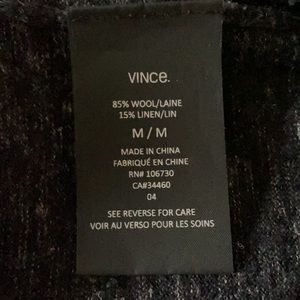 VINCE.
85% WOOL/LAINE
15% LINEN/LIN
M / M
MADE IN CHINA
FABRIQUÉ EN CHINE
RN# 106730
CA#34460
04
SEE REVERSE FOR CARE
VOIR AU VERSO POUR LES SOINS